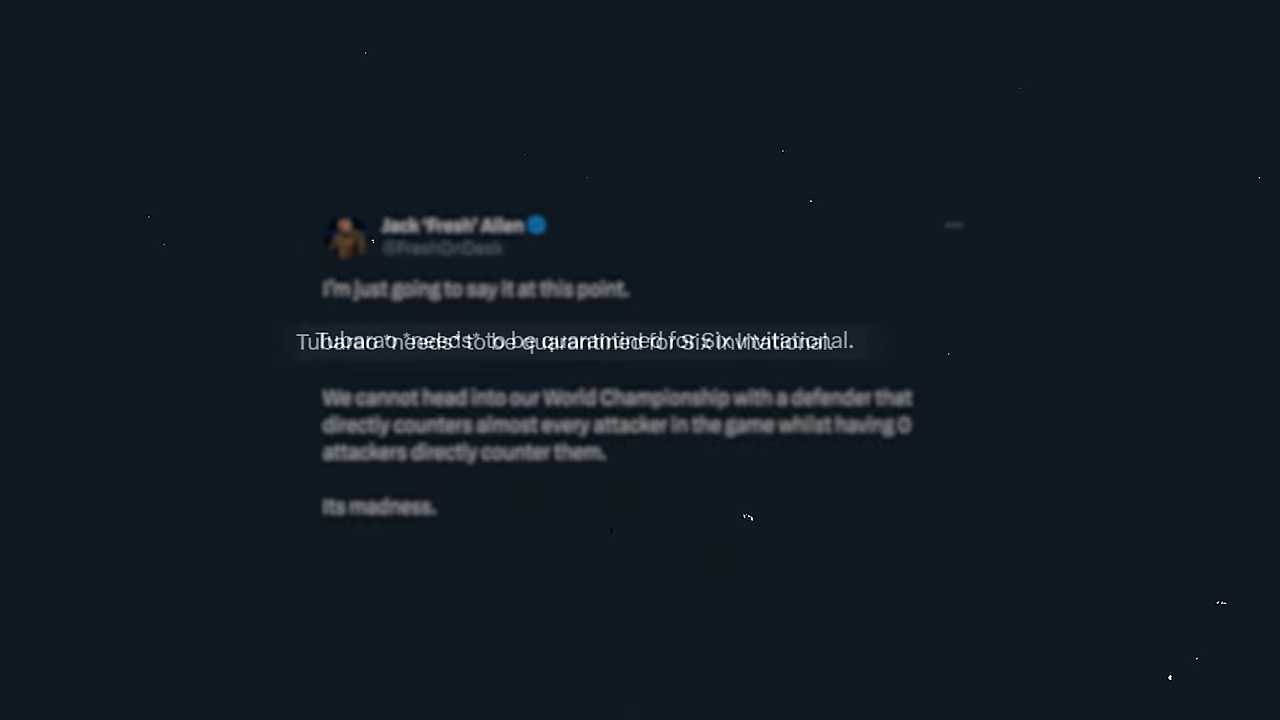 Jack 'Fresh' Allen
@FreshOnDesk
I'm just going to say it at this point.
Tubarao *needs* to be quarantined for Six Invitational.
We cannot head into our World Championship with a defender that
directly counters almost every attacker in the game whilst having 0
attackers directly counter them.
Its madness.